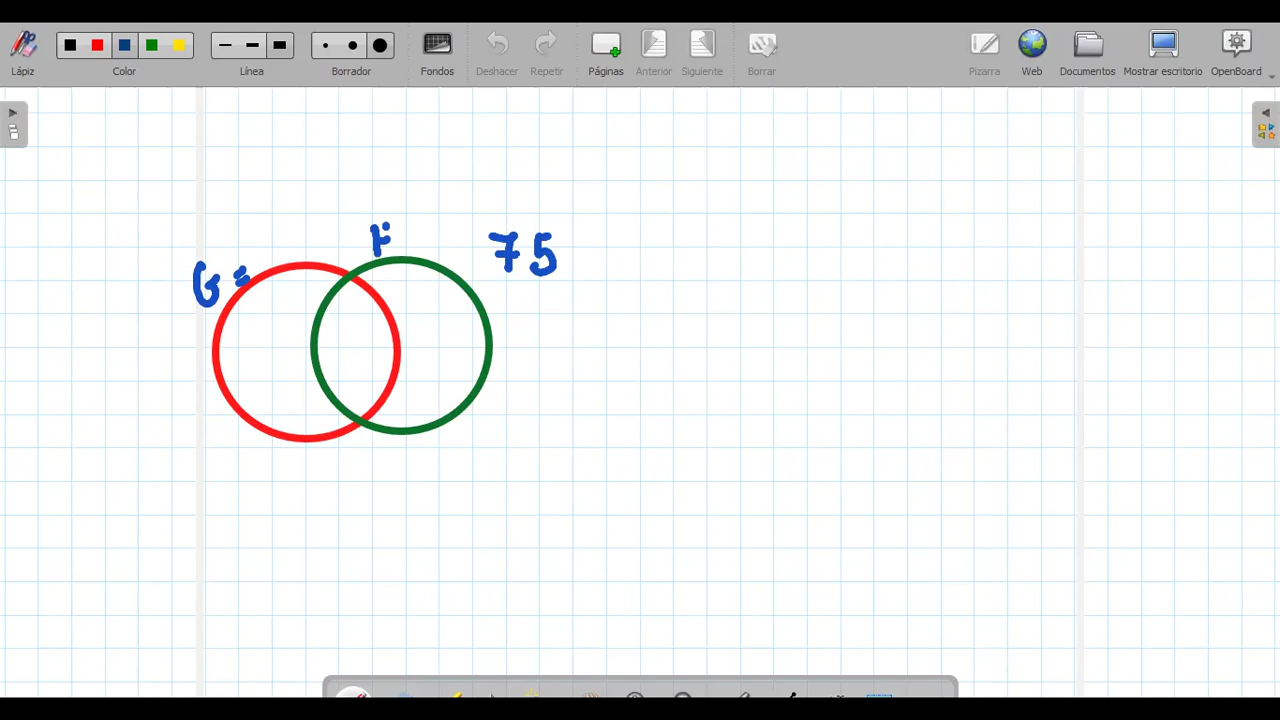 Lápiz Color Línea Borrador Fondos Deshacer Repetir Páginas Anterior Siguiente Borrar Pizarra Web Documentos Mostrar escritorio OpenBoard
75
G =